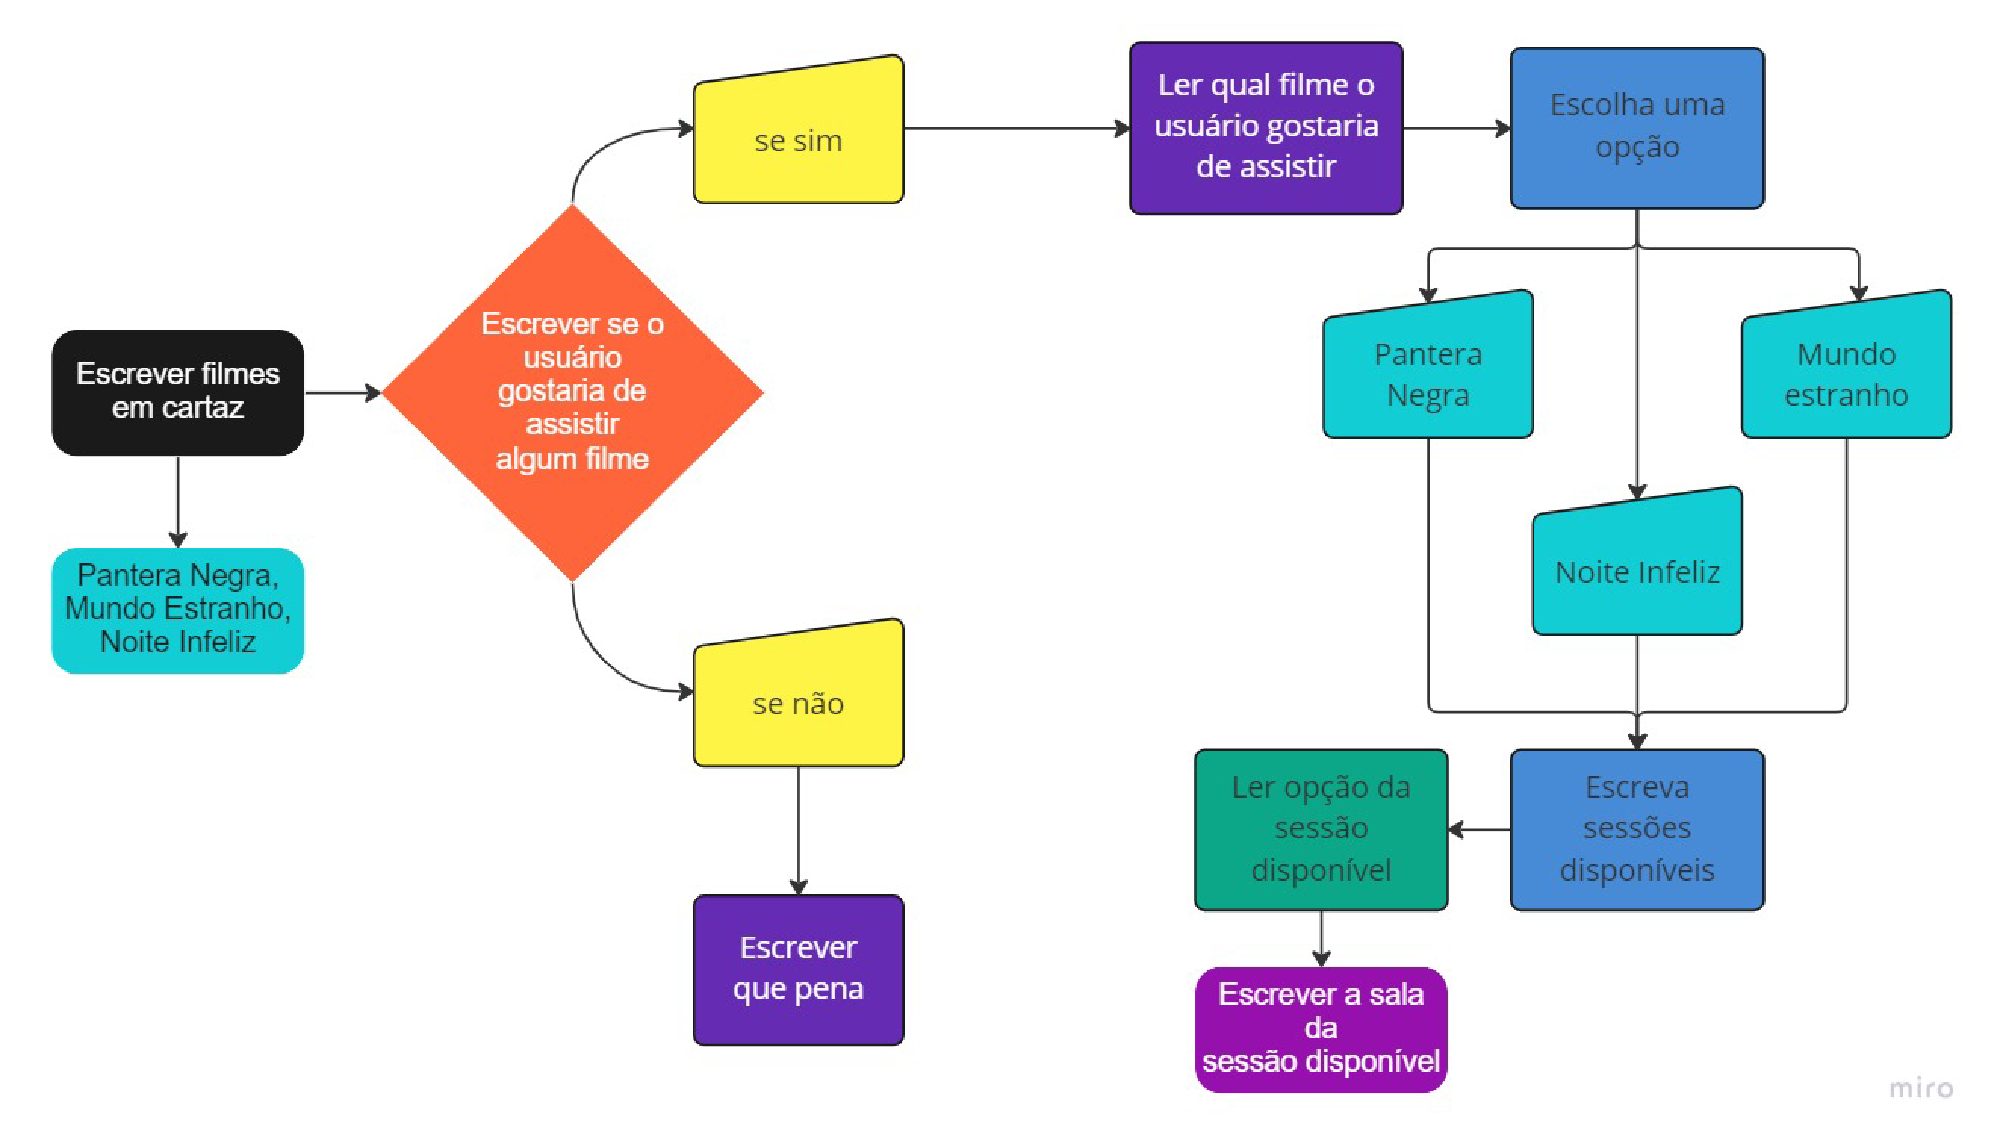 se sim
Ler qual filme o
usuário gostaria
de assistir
Escolha uma
opção
Escrever filmes
em cartaz
Escrever se o
usuário
gostaria de
assistir
algum filme
Pantera
Negra
Mundo
estranho
Pantera Negra,
Mundo Estranho,
Noite Infeliz
Noite Infeliz
se não
Ler opção da
sessão
disponível
Escreva
sessões
disponíveis
Escrever
que pena
Escrever a sala
da
sessão disponível
miro